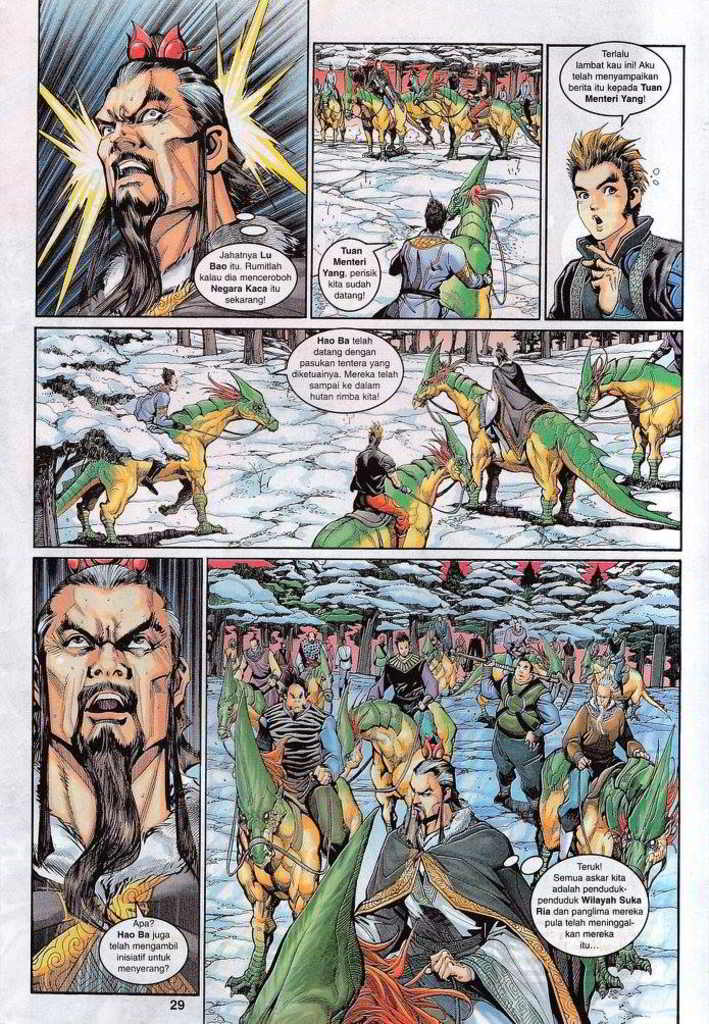 Jahatnya Lu
Bao itu. Rumitlah
kalau dia menceroboh
Negara Kaca itu
sekarang!
Tuan
Menteri
Yang, perisik
kita sudah
datang!
Terlalu
lambat kau ini! Aku
telah menyampaikan
berita itu kepada Tuan
Menteri Yang!
Hao Ba telah
datang dengan
pasukan tentera yang
diketuainya. Mereka telah
sampai ke dalam
hutan rimba kita!
Apa?
Hao Ba juga
telah mengambil
inisiatif untuk
menyerang?
Teruk!
Semua askar kita
adalah penduduk-
penduduk Wilayah Suka
Ria dan panglima mereka
pula telah meninggal-
kan mereka
itu...
29